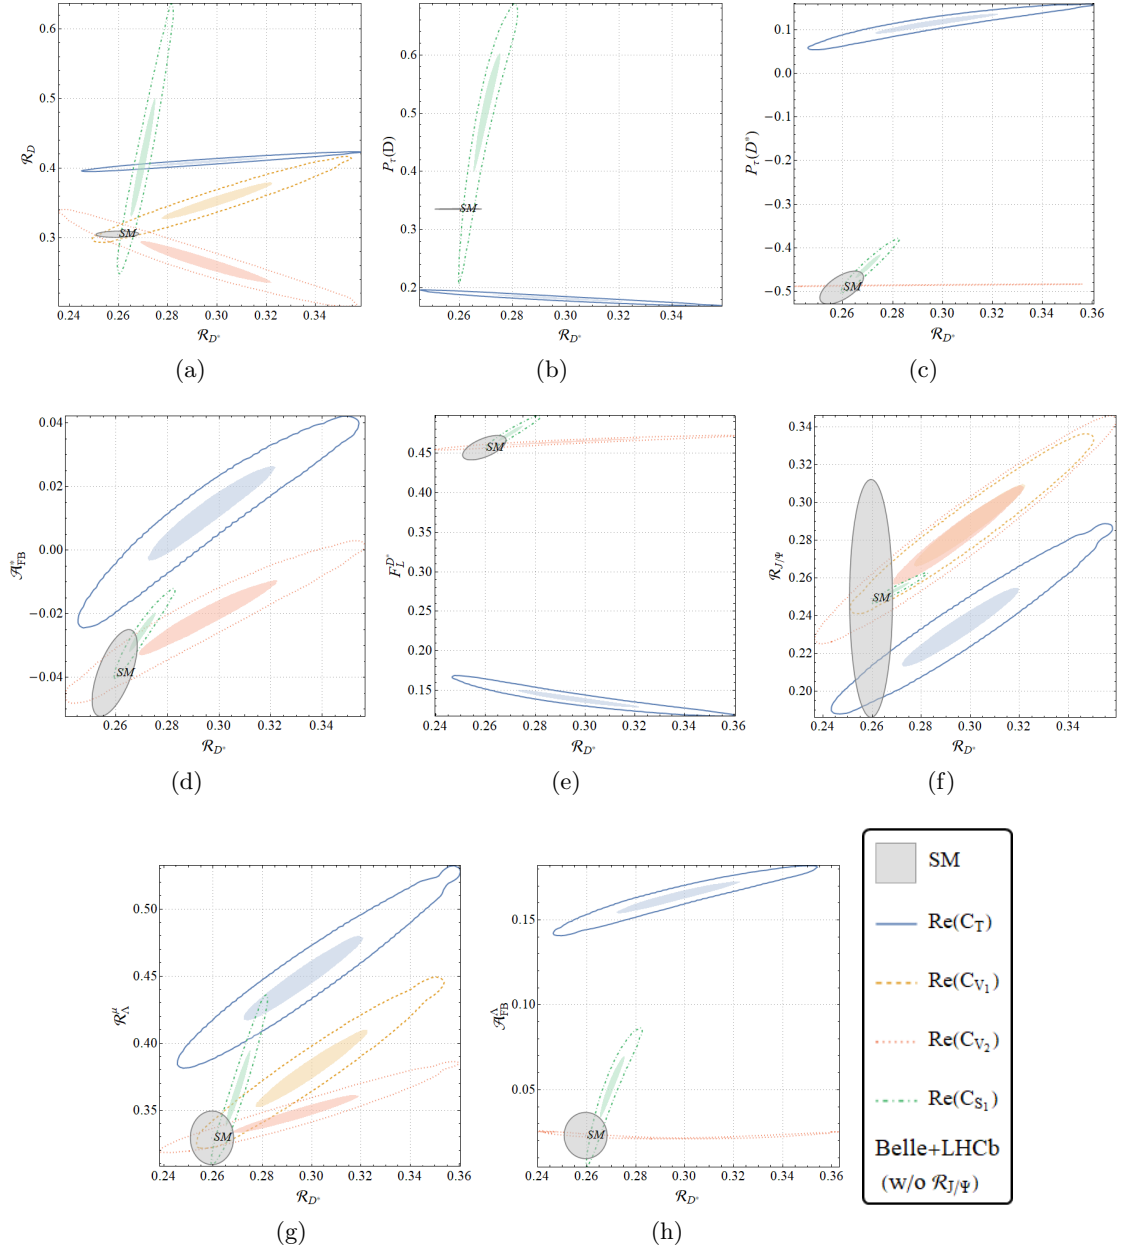 0.6
0.5
0.4
0.3
R_D
SM
0.24 0.26 0.28 0.30 0.32 0.34
R_D*
(a)
0.6
0.5
0.4
0.3
0.2
P_τ(D)
SM
0.26 0.28 0.30 0.32 0.34
R_D*
(b)
0.1
0.0
−0.1
−0.2
−0.3
−0.4
−0.5
P_τ(D*)
SM
0.26 0.28 0.30 0.32 0.34 0.36
R_D*
(c)
0.04
0.02
0.00
−0.02
−0.04
A*_FB
SM
0.26 0.28 0.30 0.32 0.34
R_D*
(d)
0.45
0.40
0.35
0.30
0.25
0.20
0.15
F_L^D*
SM
0.24 0.26 0.28 0.30 0.32 0.34 0.36
R_D*
(e)
0.34
0.32
0.30
0.28
0.26
0.24
0.22
0.20
R_J/Ψ
SM
0.24 0.26 0.28 0.30 0.32 0.34
R_D*
(f)
0.50
0.45
0.40
0.35
R_Λ^μ
SM
0.24 0.26 0.28 0.30 0.32 0.34 0.36
R_D*
(g)
0.15
0.10
0.05
A_FB^Λ
SM
0.24 0.26 0.28 0.30 0.32 0.34 0.36
R_D*
(h)
SM
Re(C_T)
Re(C_V1)
Re(C_V2)
Re(C_S1)
Belle+LHCb
(w/o R_J/Ψ)